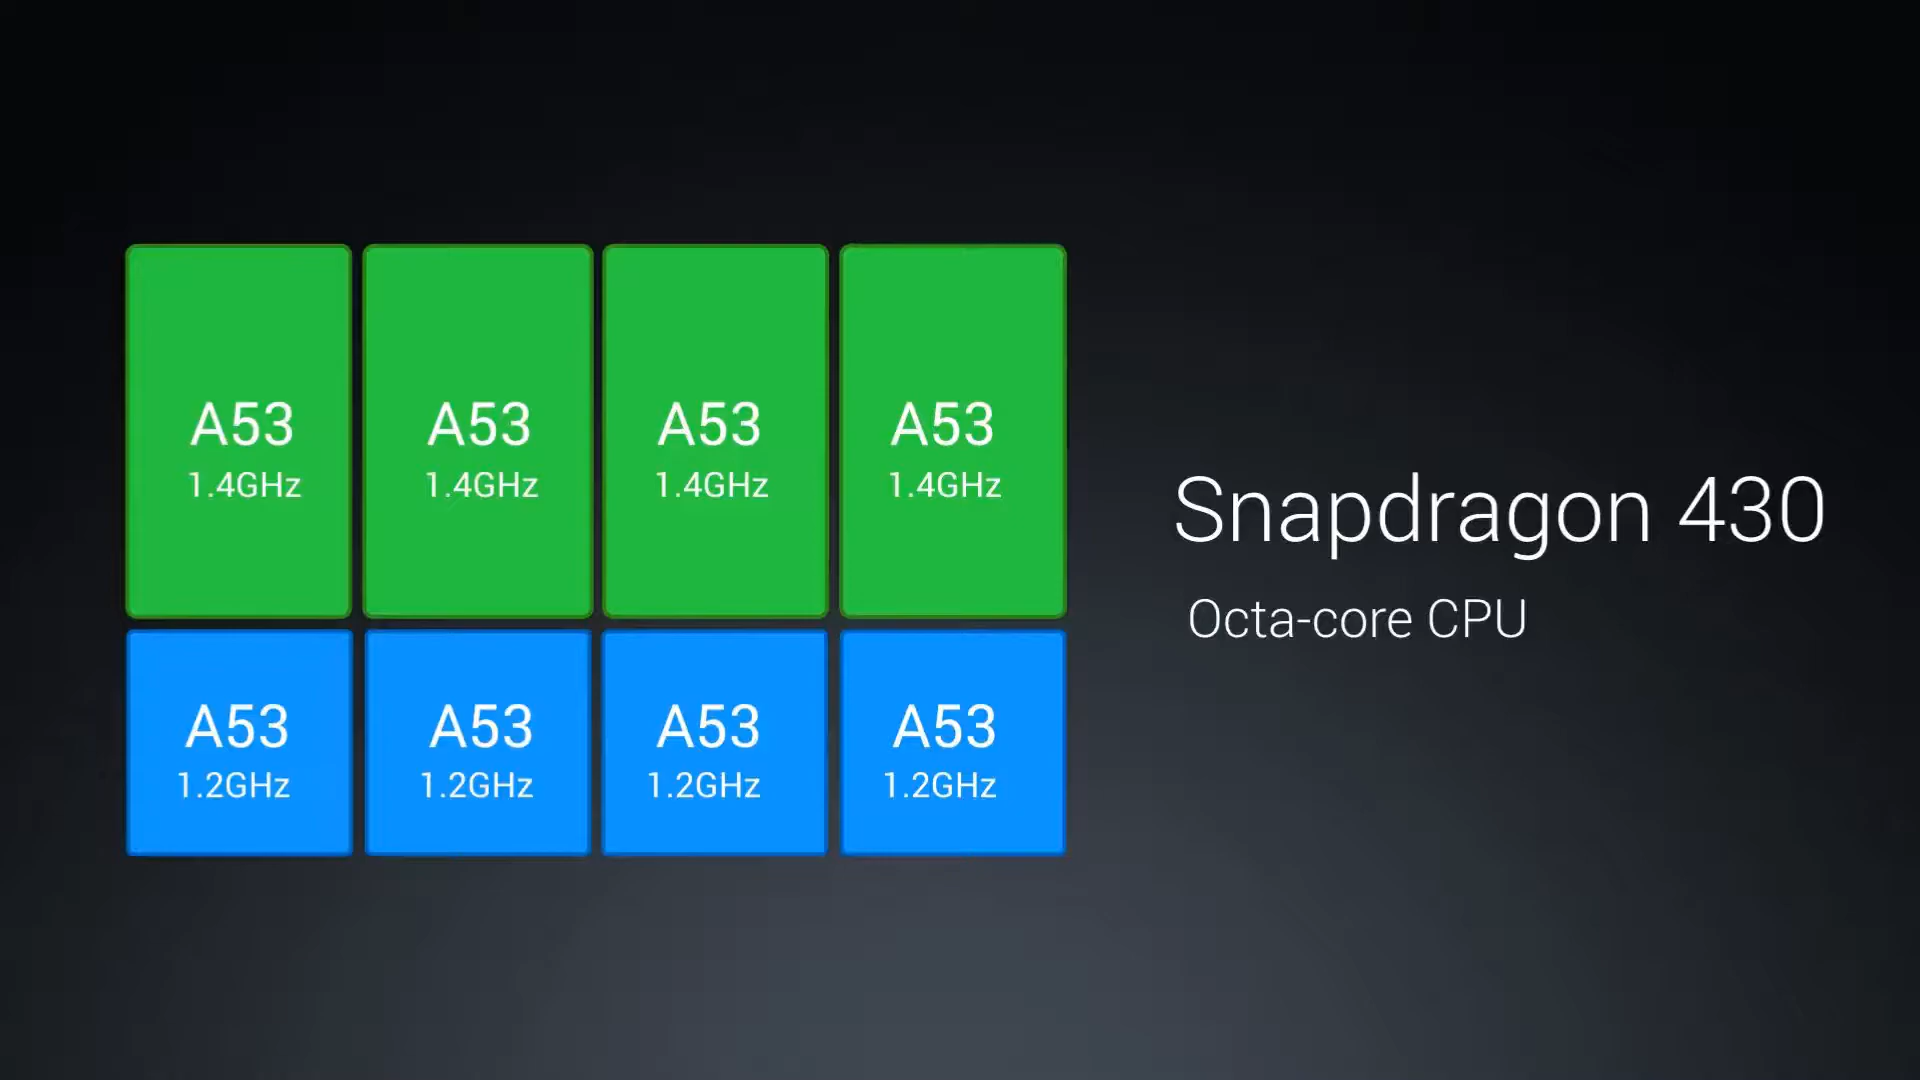 A53 A53 A53 A53
1.4GHz 1.4GHz 1.4GHz 1.4GHz
Snapdragon 430
Octa-core CPU
A53 A53 A53 A53
1.2GHz 1.2GHz 1.2GHz 1.2GHz